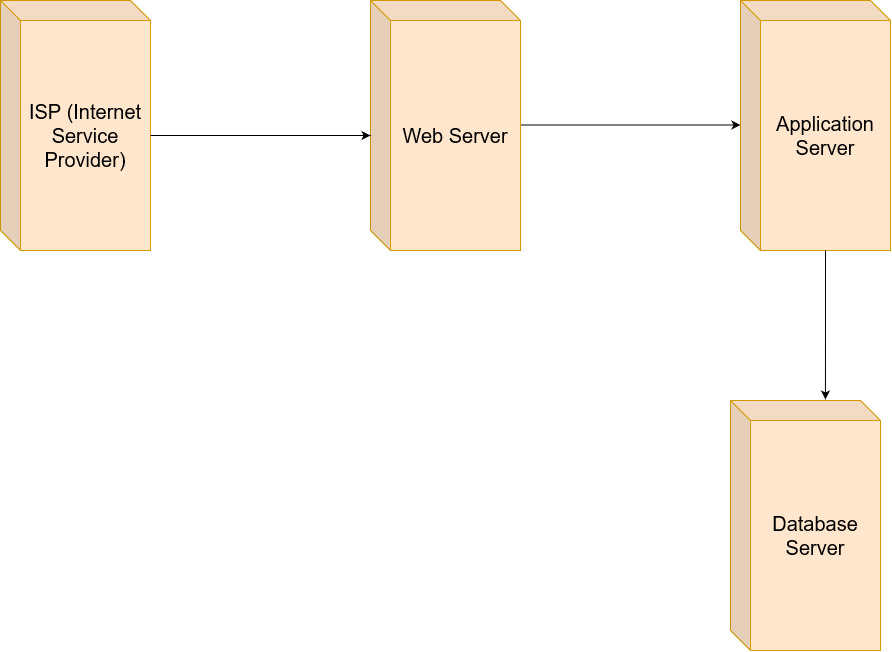 ISP (Internet
Service
Provider)
Web Server
Application
Server
Database
Server